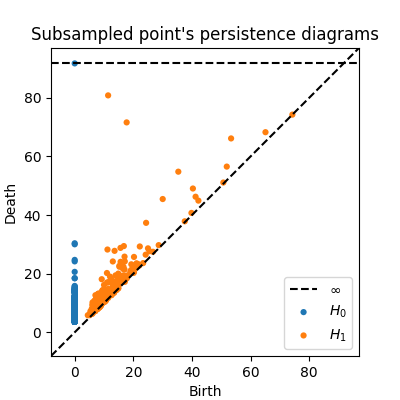 Subsampled point's persistence diagrams
Death
80
60
40
20
0
0 20 40 60 80
Birth
∞
H₀
H₁